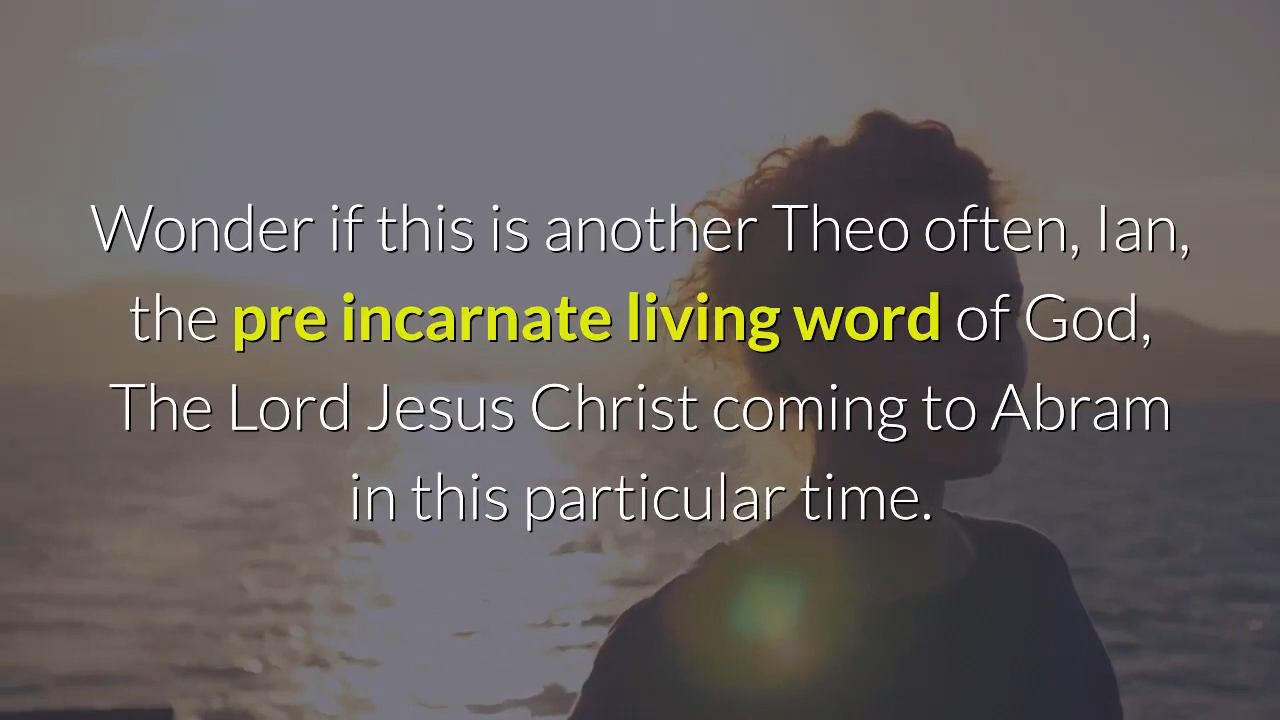 Wonder if this is another Theo often, Ian,
the pre incarnate living word of God,
The Lord Jesus Christ coming to Abram
in this particular time.